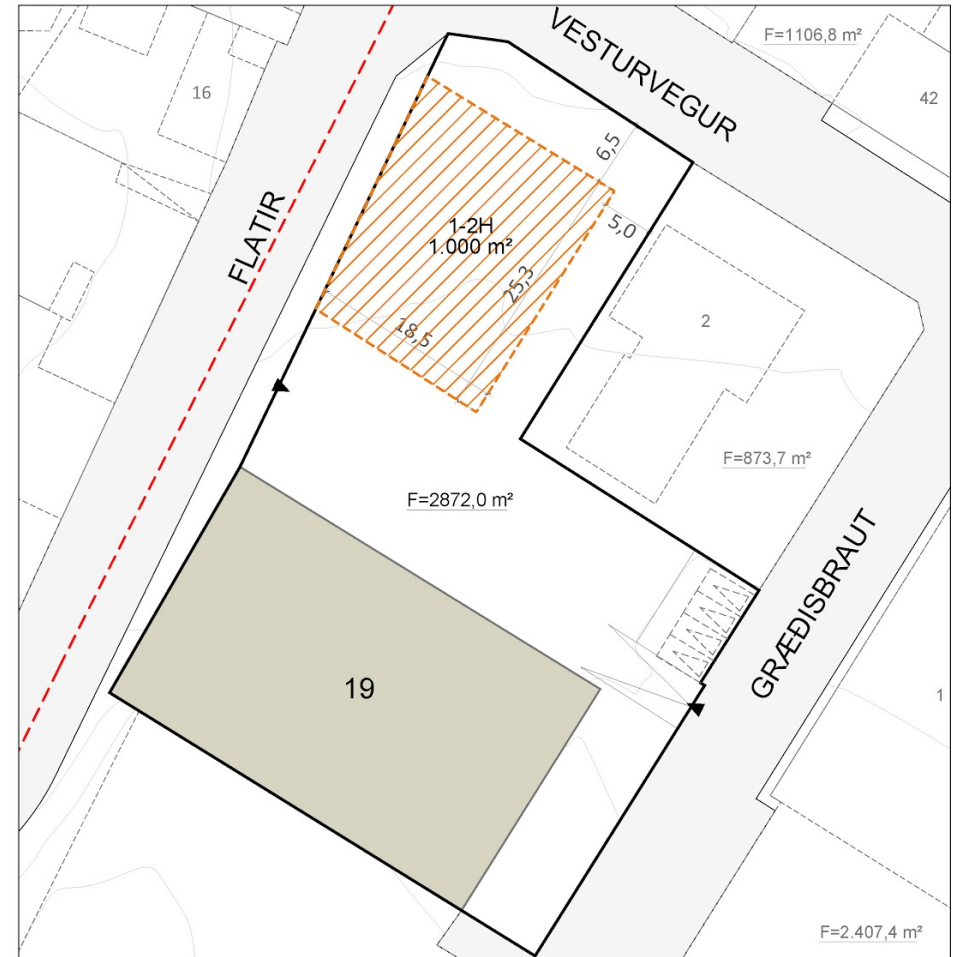 VESTURVEGUR
F=1106,8 m²
16
42
6,5
FLATIR
1-2H
1.000 m²
5,0
25,3
2
18,5
F=873,7 m²
F=2872,0 m²
GRÆÐISBRAUT
19
1
F=2.407,4 m²